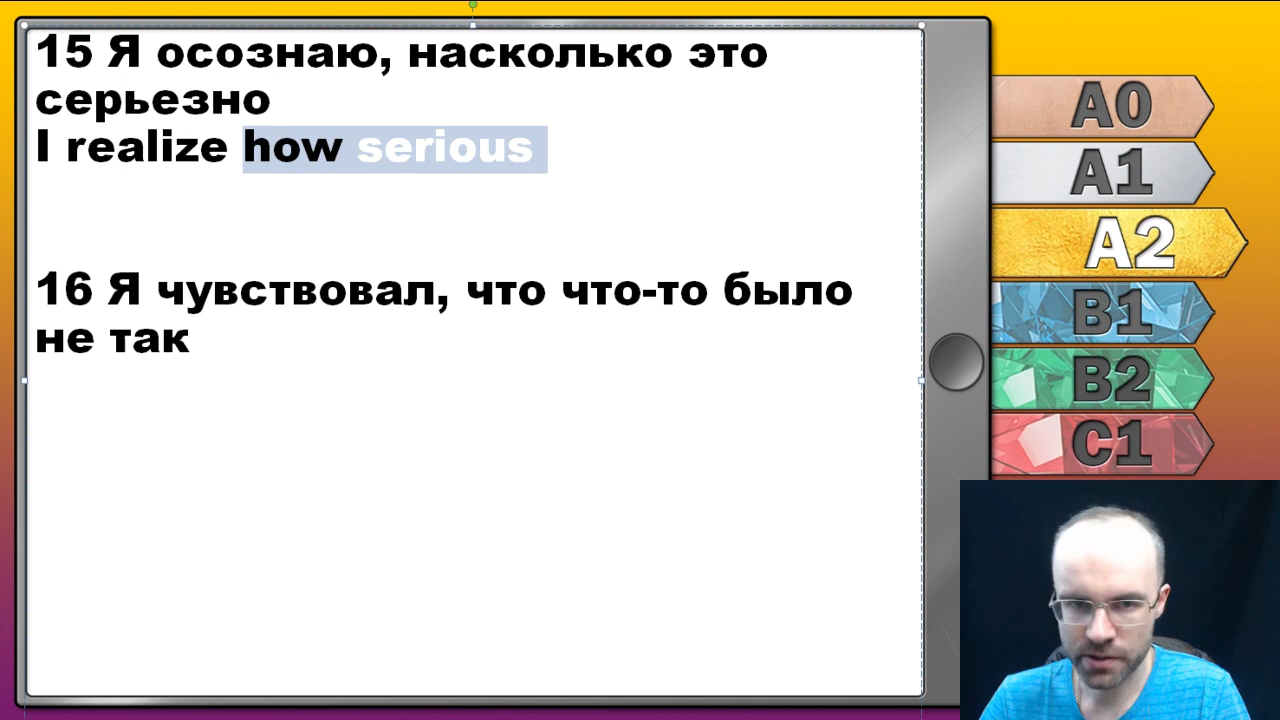 15 Я осознаю, насколько это
серьезно
I realize how serious
16 Я чувствовал, что что-то было
не так
A0
A1
A2
B1
B2
C1